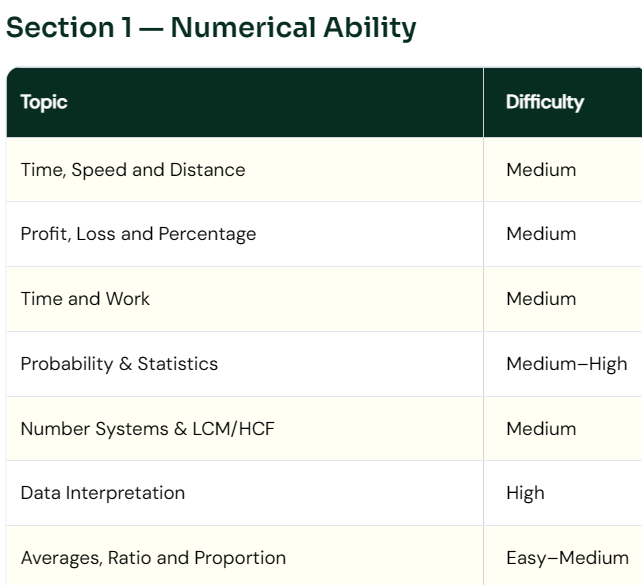 Section 1 — Numerical Ability
Topic Difficulty
Time, Speed and Distance Medium
Profit, Loss and Percentage Medium
Time and Work Medium
Probability & Statistics Medium–High
Number Systems & LCM/HCF Medium
Data Interpretation High
Averages, Ratio and Proportion Easy–Medium